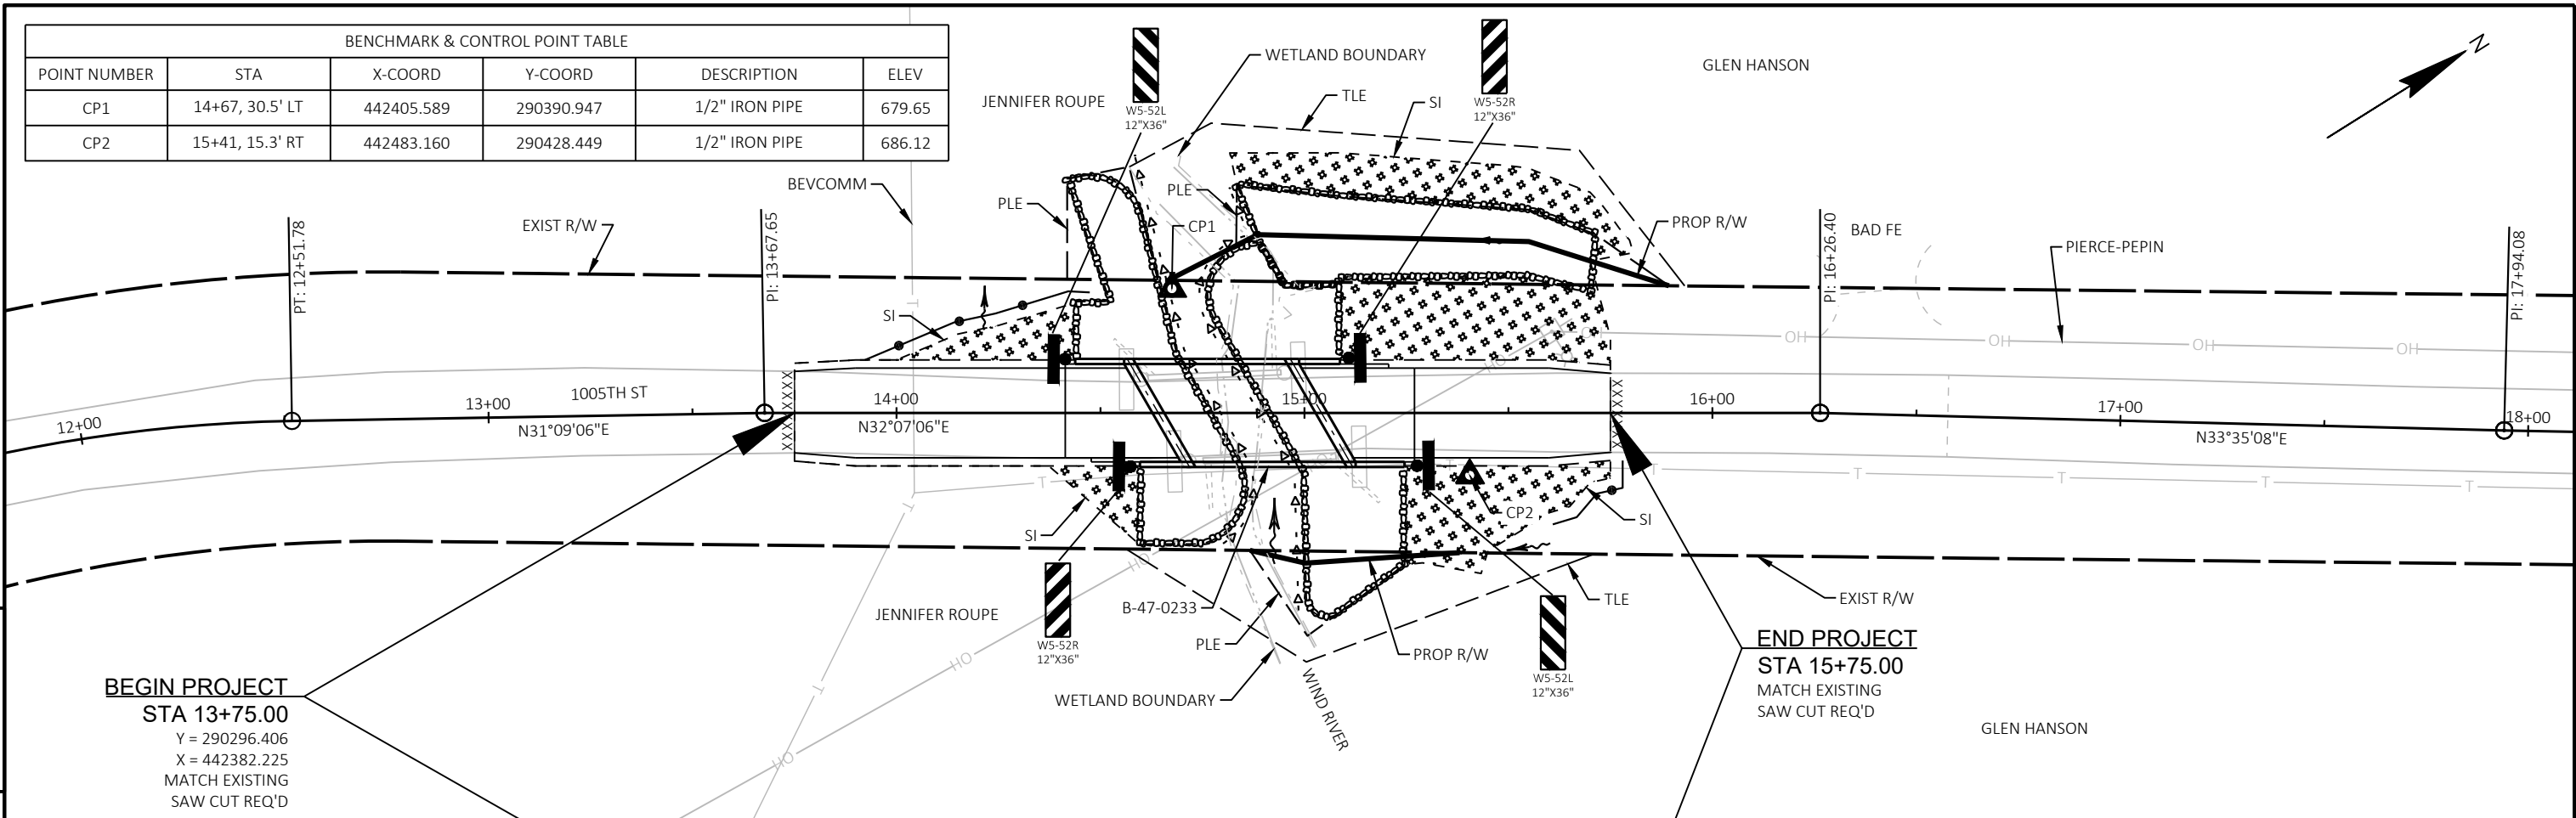 BENCHMARK & CONTROL POINT TABLE
POINT NUMBER STA X-COORD Y-COORD DESCRIPTION ELEV
CP1 14+67, 30.5' LT 442405.589 290390.947 1/2" IRON PIPE 679.65
CP2 15+41, 15.3' RT 442483.160 290428.449 1/2" IRON PIPE 686.12
JENNIFER ROUPE
W5-52L
12"X36"
WETLAND BOUNDARY
TLE
SI
W5-52R
12"X36"
GLEN HANSON
N
BEVCOMM
PLE
PLE
CP1
EXIST R/W
PROP R/W
BAD FE
PIERCE-PEPIN
PT: 12+51.78
PI: 13+67.65
PI: 16+26.40
PI: 17+94.08
SI
T
OH
OH
OH
OH
OH
OH
XXXXXXX
XXXXXXX
1005TH ST
12+00
13+00
14+00
15+00
16+00
17+00
18+00
N31°09'06"E
N32°07'06"E
N33°35'08"E
T
T
T
T
T
T
T
OH
SI
CP2
SI
OH
JENNIFER ROUPE
W5-52R
12"X36"
B-47-0233
PLE
WETLAND BOUNDARY
WIND RIVER
PROP R/W
TLE
W5-52L
12"X36"
EXIST R/W
OH
T
OH
BEGIN PROJECT
STA 13+75.00
Y = 290296.406
X = 442382.225
MATCH EXISTING
SAW CUT REQ'D
END PROJECT
STA 15+75.00
MATCH EXISTING
SAW CUT REQ'D
GLEN HANSON